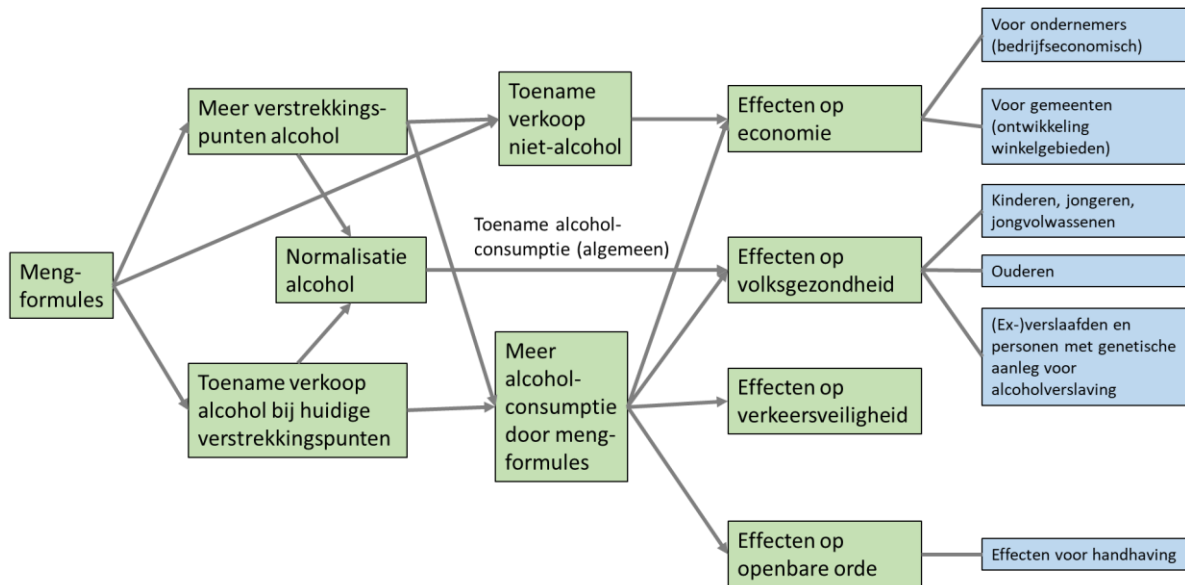 Meng-
formules
Meer verstrekkings-
punten alcohol
Normalisatie
alcohol
Toename verkoop
alcohol bij huidige
verstrekkingspunten
Toename
verkoop
niet-alcohol
Toename alcohol-
consumptie (algemeen)
Meer
alcohol-
consumptie
door meng-
formules
Effecten op
economie
Effecten op
volksgezondheid
Effecten op
verkeersveiligheid
Effecten op
openbare orde
Voor ondernemers
(bedrijfseconomisch)
Voor gemeenten
(ontwikkeling
winkelgebieden)
Kinderen, jongeren,
jongvolwassenen
Ouderen
(Ex-)verslaafden en
personen met genetische
aanleg voor
alcoholverslaving
Effecten voor handhaving